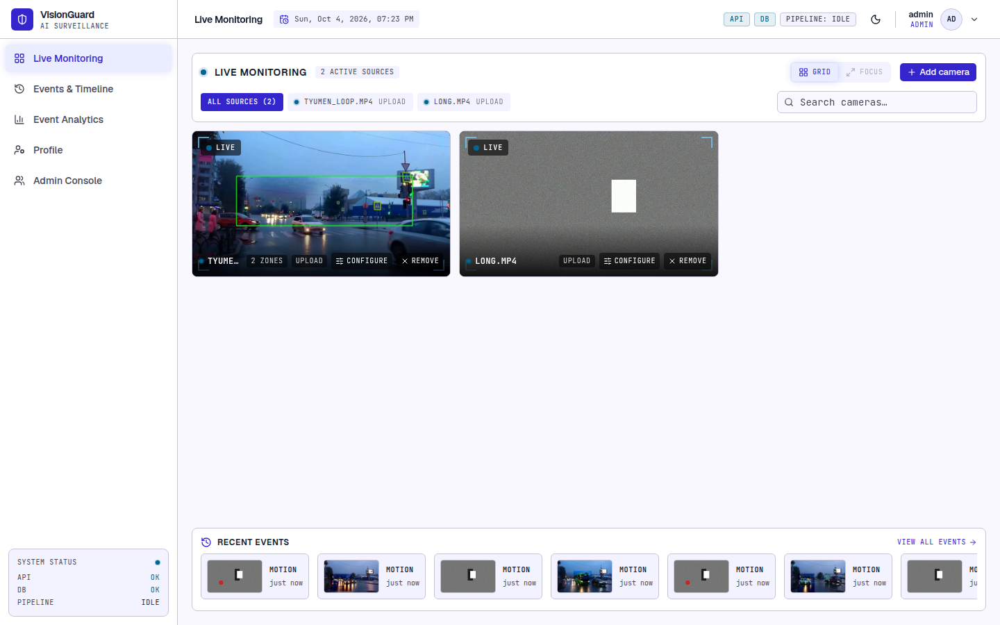 VisionGuard
AI SURVEILLANCE
Live Monitoring
Sun, Oct 4, 2026, 07:23 PM
API
DB
PIPELINE: IDLE
admin
ADMIN
AD
Live Monitoring
Events & Timeline
Event Analytics
Profile
Admin Console
LIVE MONITORING
2 ACTIVE SOURCES
GRID
FOCUS
Add camera
ALL SOURCES (2)
TYUMEN_LOOP.MP4 UPLOAD
LONG.MP4 UPLOAD
Search cameras…
LIVE
TYUME…
2 ZONES
UPLOAD
CONFIGURE
REMOVE
LIVE
LONG.MP4
UPLOAD
CONFIGURE
REMOVE
RECENT EVENTS
VIEW ALL EVENTS
MOTION
just now
MOTION
just now
MOTION
just now
MOTION
just now
MOTION
just now
MOTION
just now
MO
ju
SYSTEM STATUS
API OK
DB OK
PIPELINE IDLE